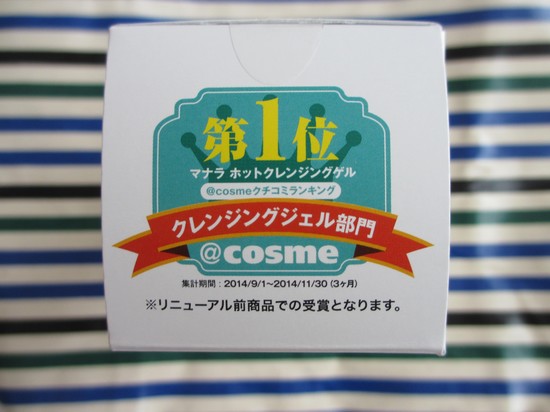 第1位
マナラ ホットクレンジングゲル
@cosmeクチコミランキング
クレンジングジェル部門
@cosme
集計期間：2014/9/1～2014/11/30（3ヶ月）
※リニューアル前商品での受賞となります。